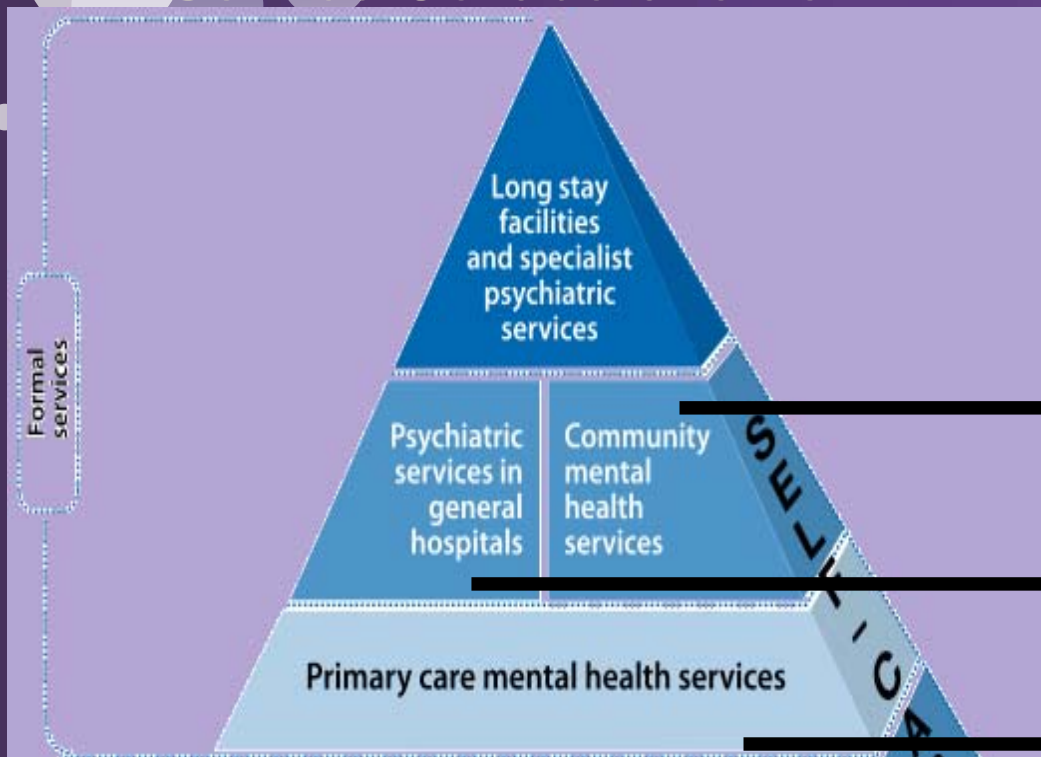 Long stay
facilities
and specialist
psychiatric
services
Formal
services
Psychiatric
services in
general
hospitals
Community
mental
health
services
SELF-CA
Primary care mental health services